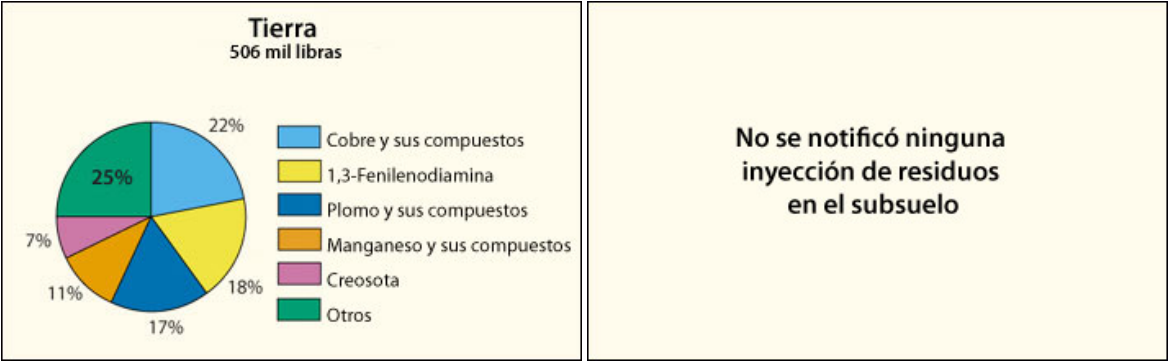 Tierra
506 mil libras
22%
25%
7%
11%
17%
18%
Cobre y sus compuestos
1,3-Fenilenodiamina
Plomo y sus compuestos
Manganeso y sus compuestos
Creosota
Otros
No se notificó ninguna
inyección de residuos
en el subsuelo